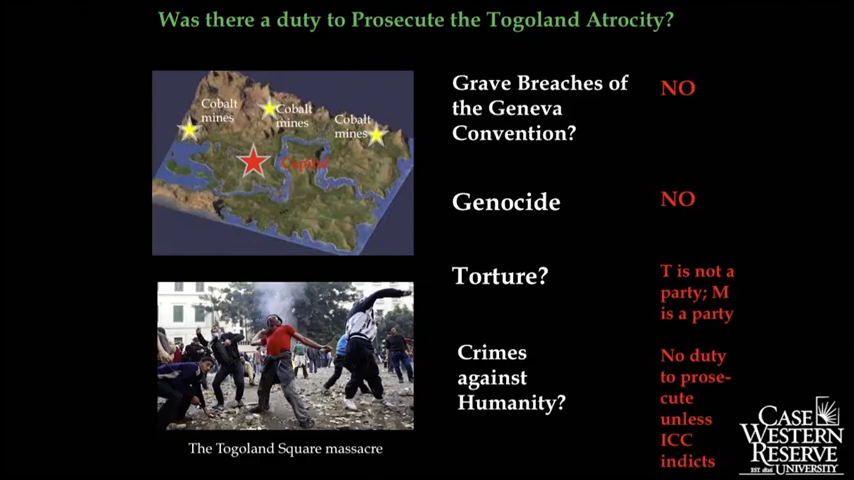 Was there a duty to Prosecute the Togoland Atrocity?
Cobalt
mines
Cobalt
mines
Cobalt
mines
Capital
The Togoland Square massacre
Grave Breaches of
the Geneva
Convention?
NO
Genocide
NO
Torture?
T is not a
party; M
is a party
Crimes
against
Humanity?
No duty
to prose-
cute
unless
ICC
indicts
CASE
WESTERN
RESERVE
EST. 1826 UNIVERSITY